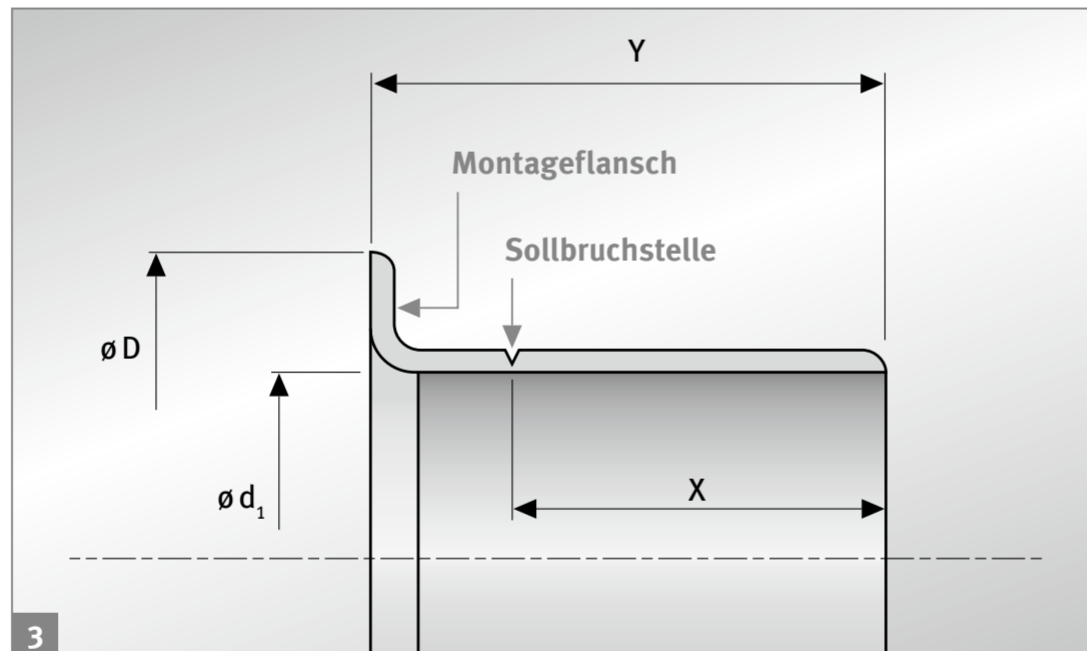 Y
Montageflansch
Sollbruchstelle
ø D
ø d₁
X
3